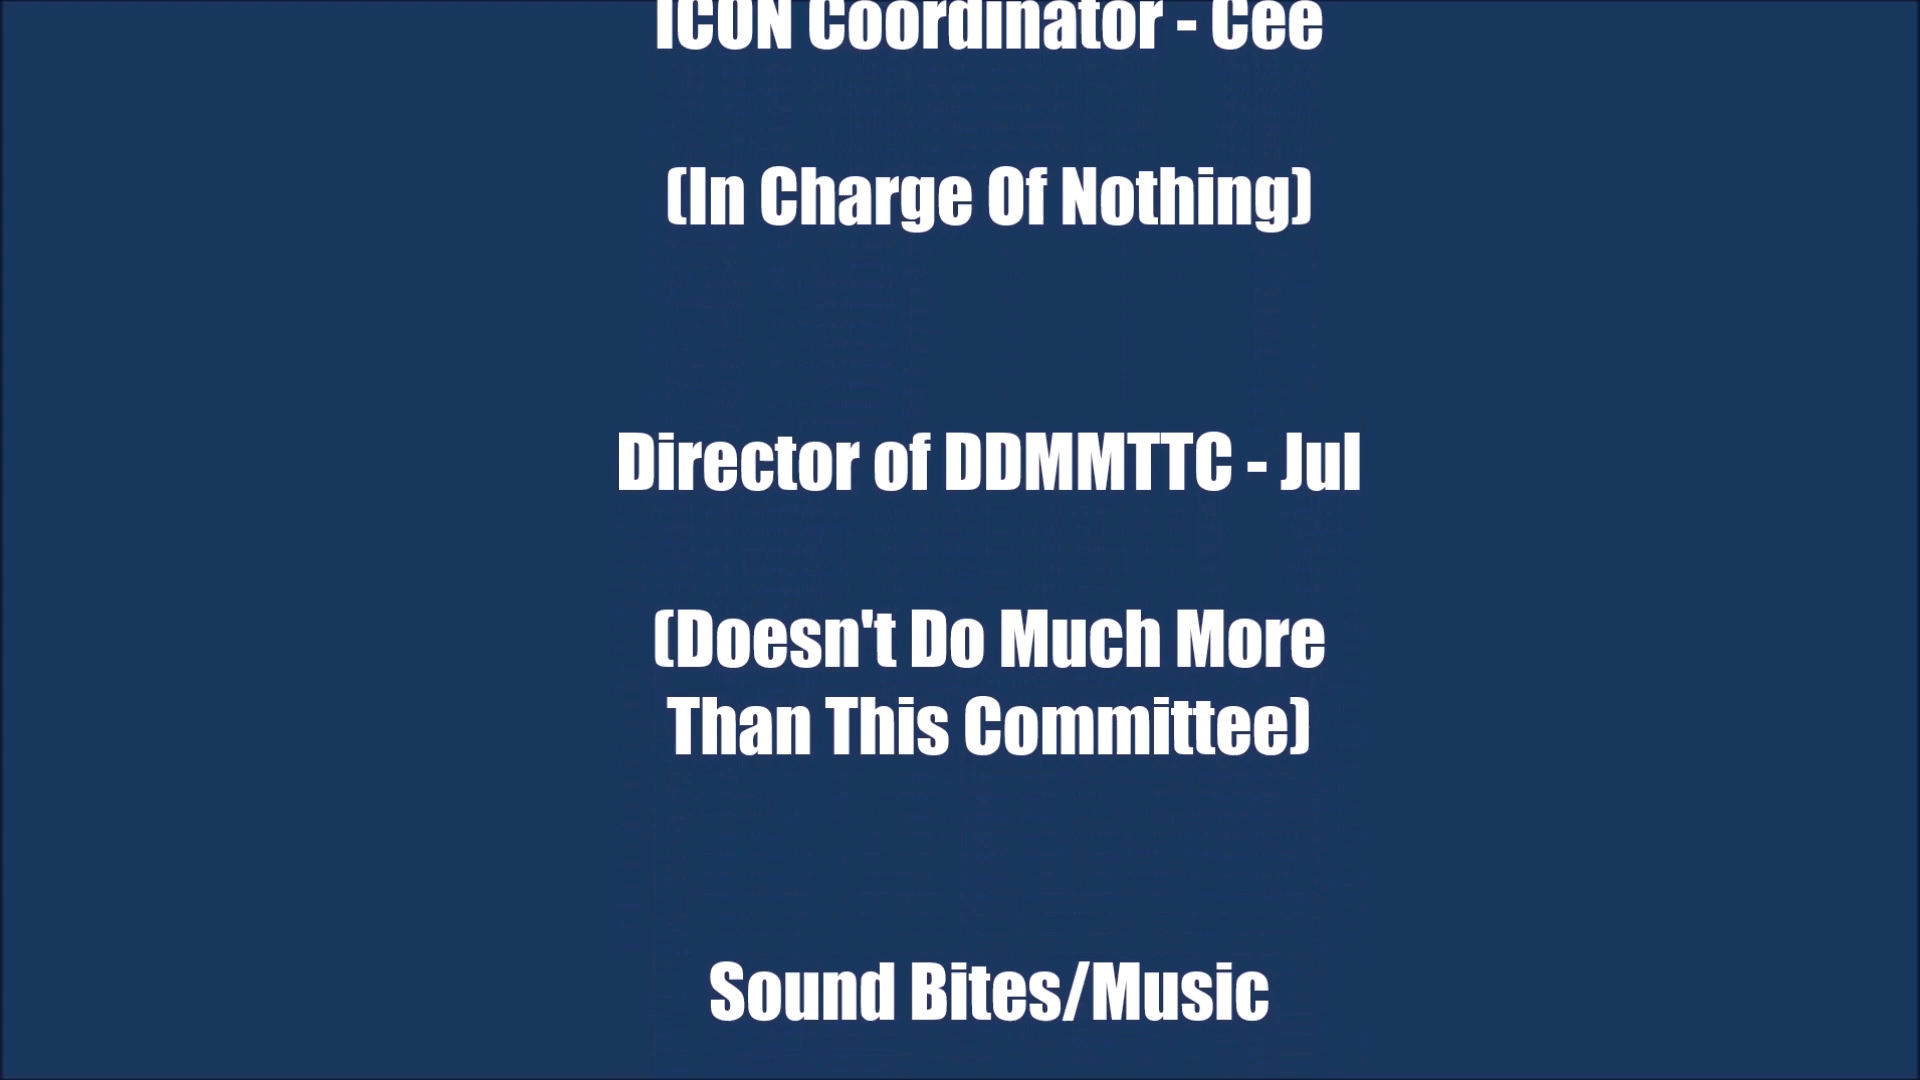 ICON Coordinator - Cee
(In Charge Of Nothing)
Director of DDMMTTC - Jul
(Doesn't Do Much More
Than This Committee)
Sound Bites/Music